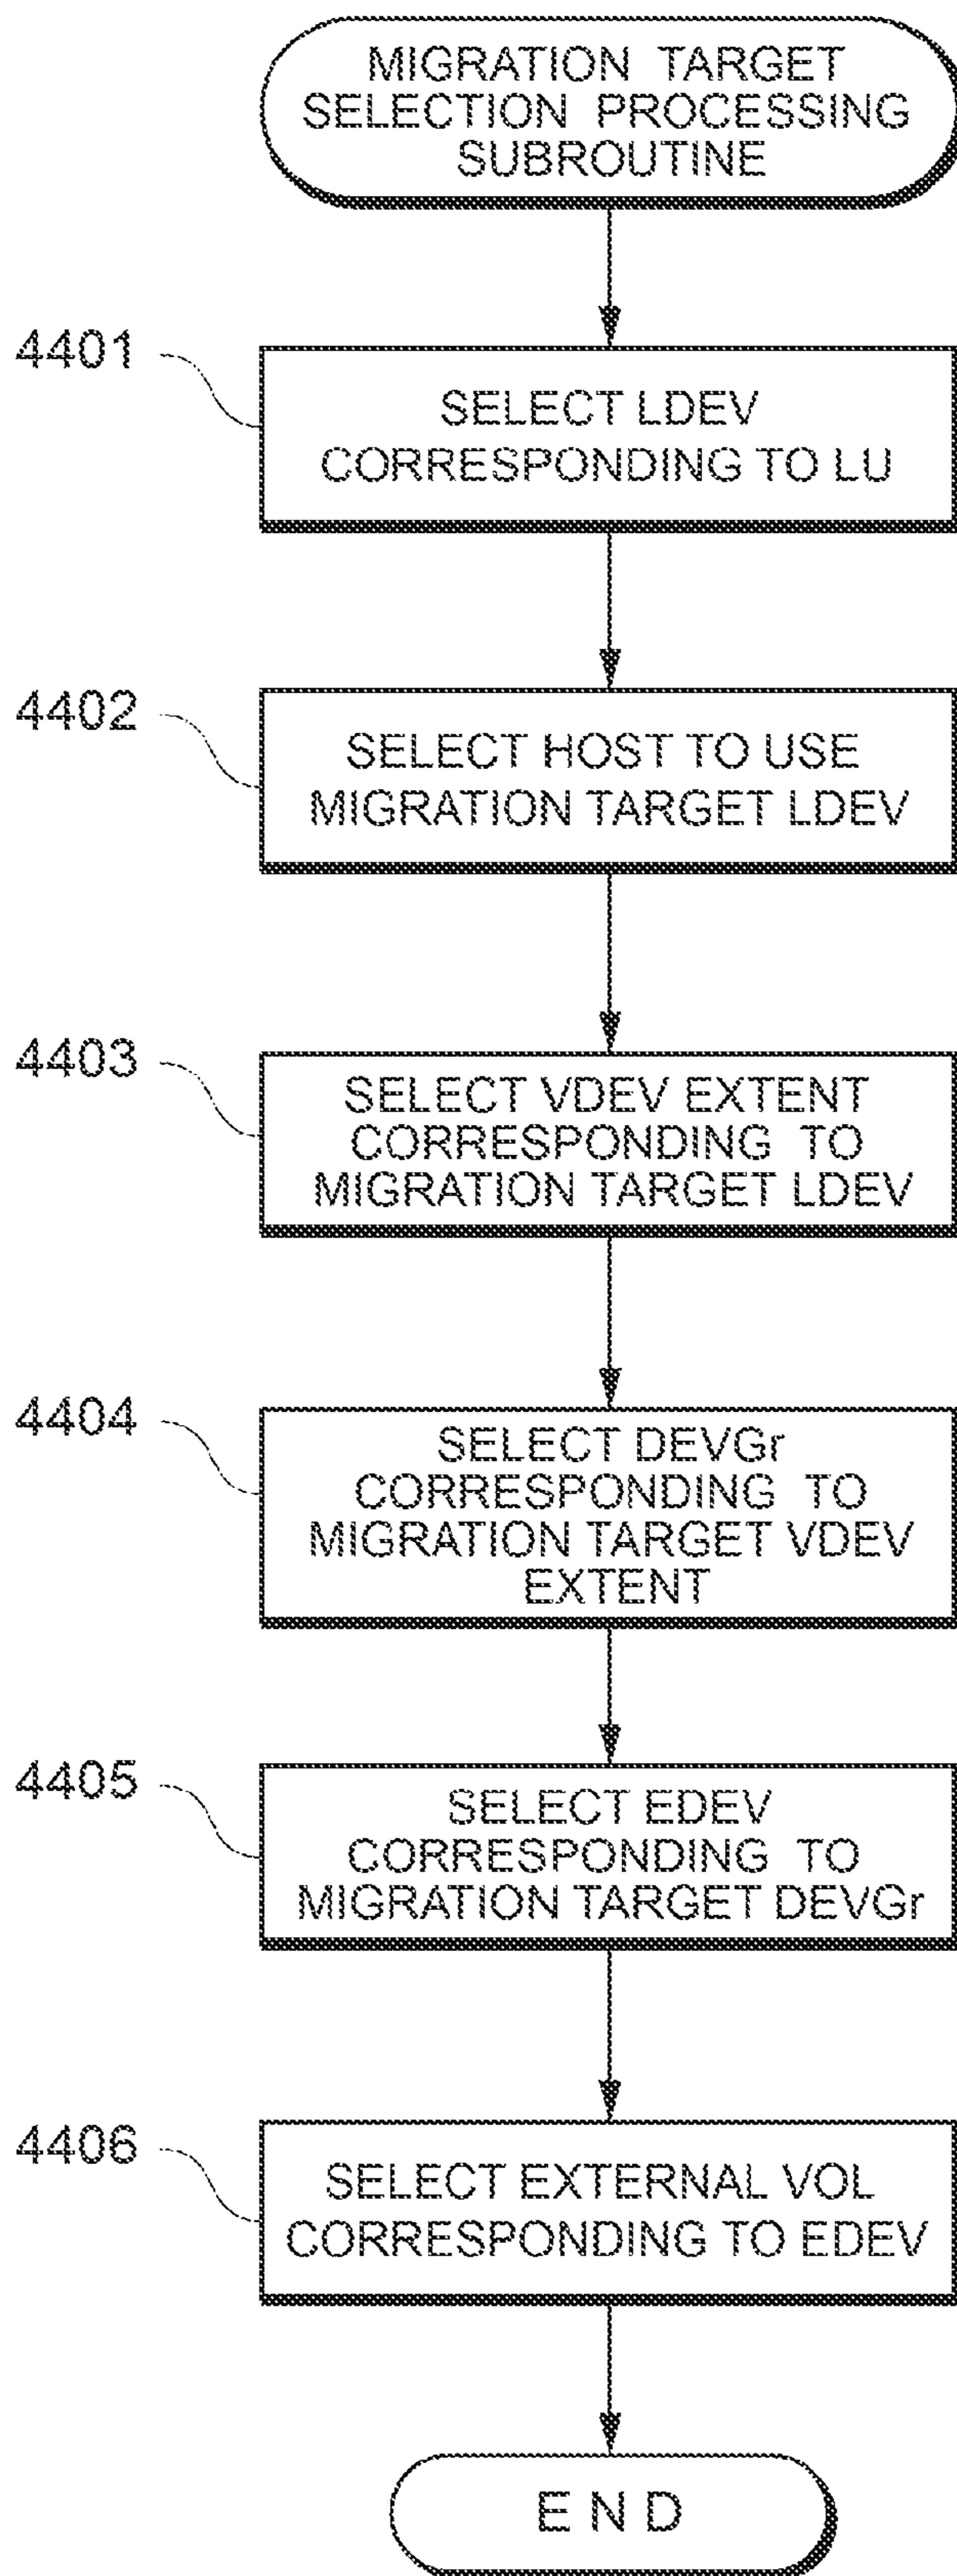 MIGRATION TARGET
SELECTION PROCESSING
SUBROUTINE
4401
SELECT LDEV
CORRESPONDING TO LU
4402
SELECT HOST TO USE
MIGRATION TARGET LDEV
4403
SELECT VDEV EXTENT
CORRESPONDING TO
MIGRATION TARGET LDEV
4404
SELECT DEVGr
CORRESPONDING TO
MIGRATION TARGET VDEV
EXTENT
4405
SELECT EDEV
CORRESPONDING TO
MIGRATION TARGET DEVGr
4406
SELECT EXTERNAL VOL
CORRESPONDING TO EDEV
END